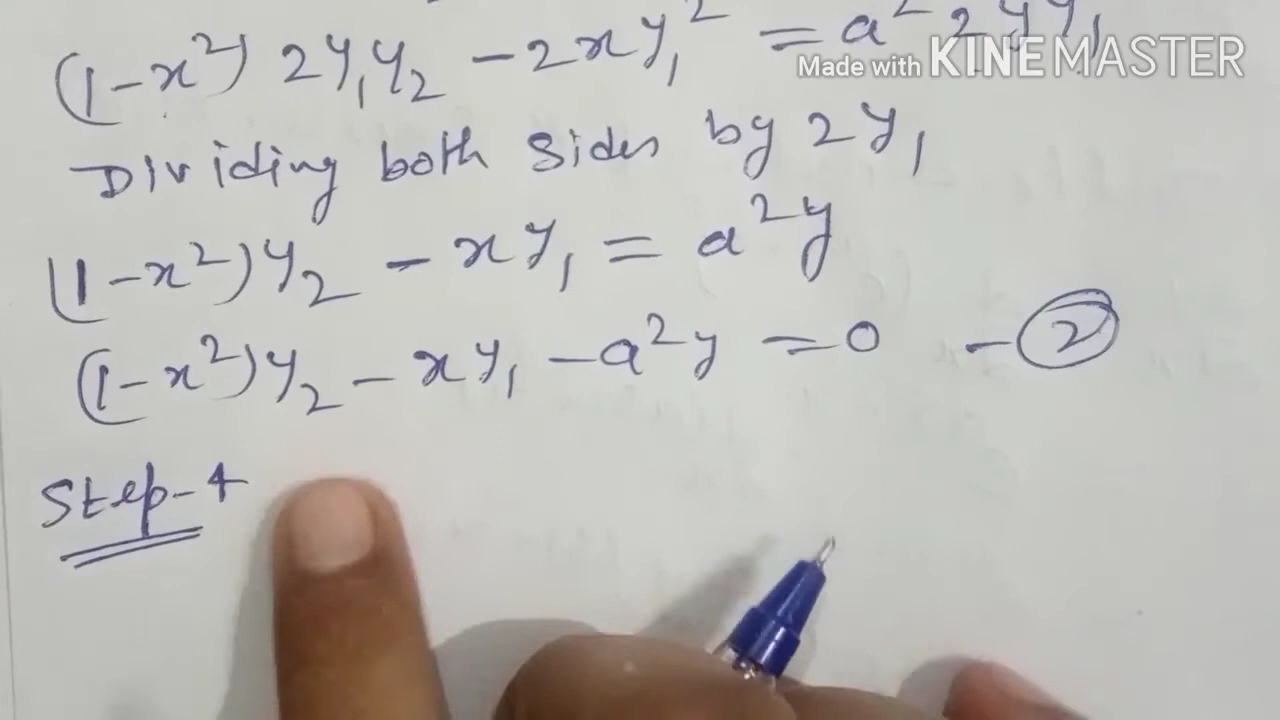 (1-x²) 2y₁y₂ - 2xy₁² = a² 2yy₁
Made with KINEMASTER
Dividing both sides by 2y₁
(1-x²)y₂ - xy₁ = a²y
(1-x²)y₂ - xy₁ - a²y = 0 - ②
Step-4